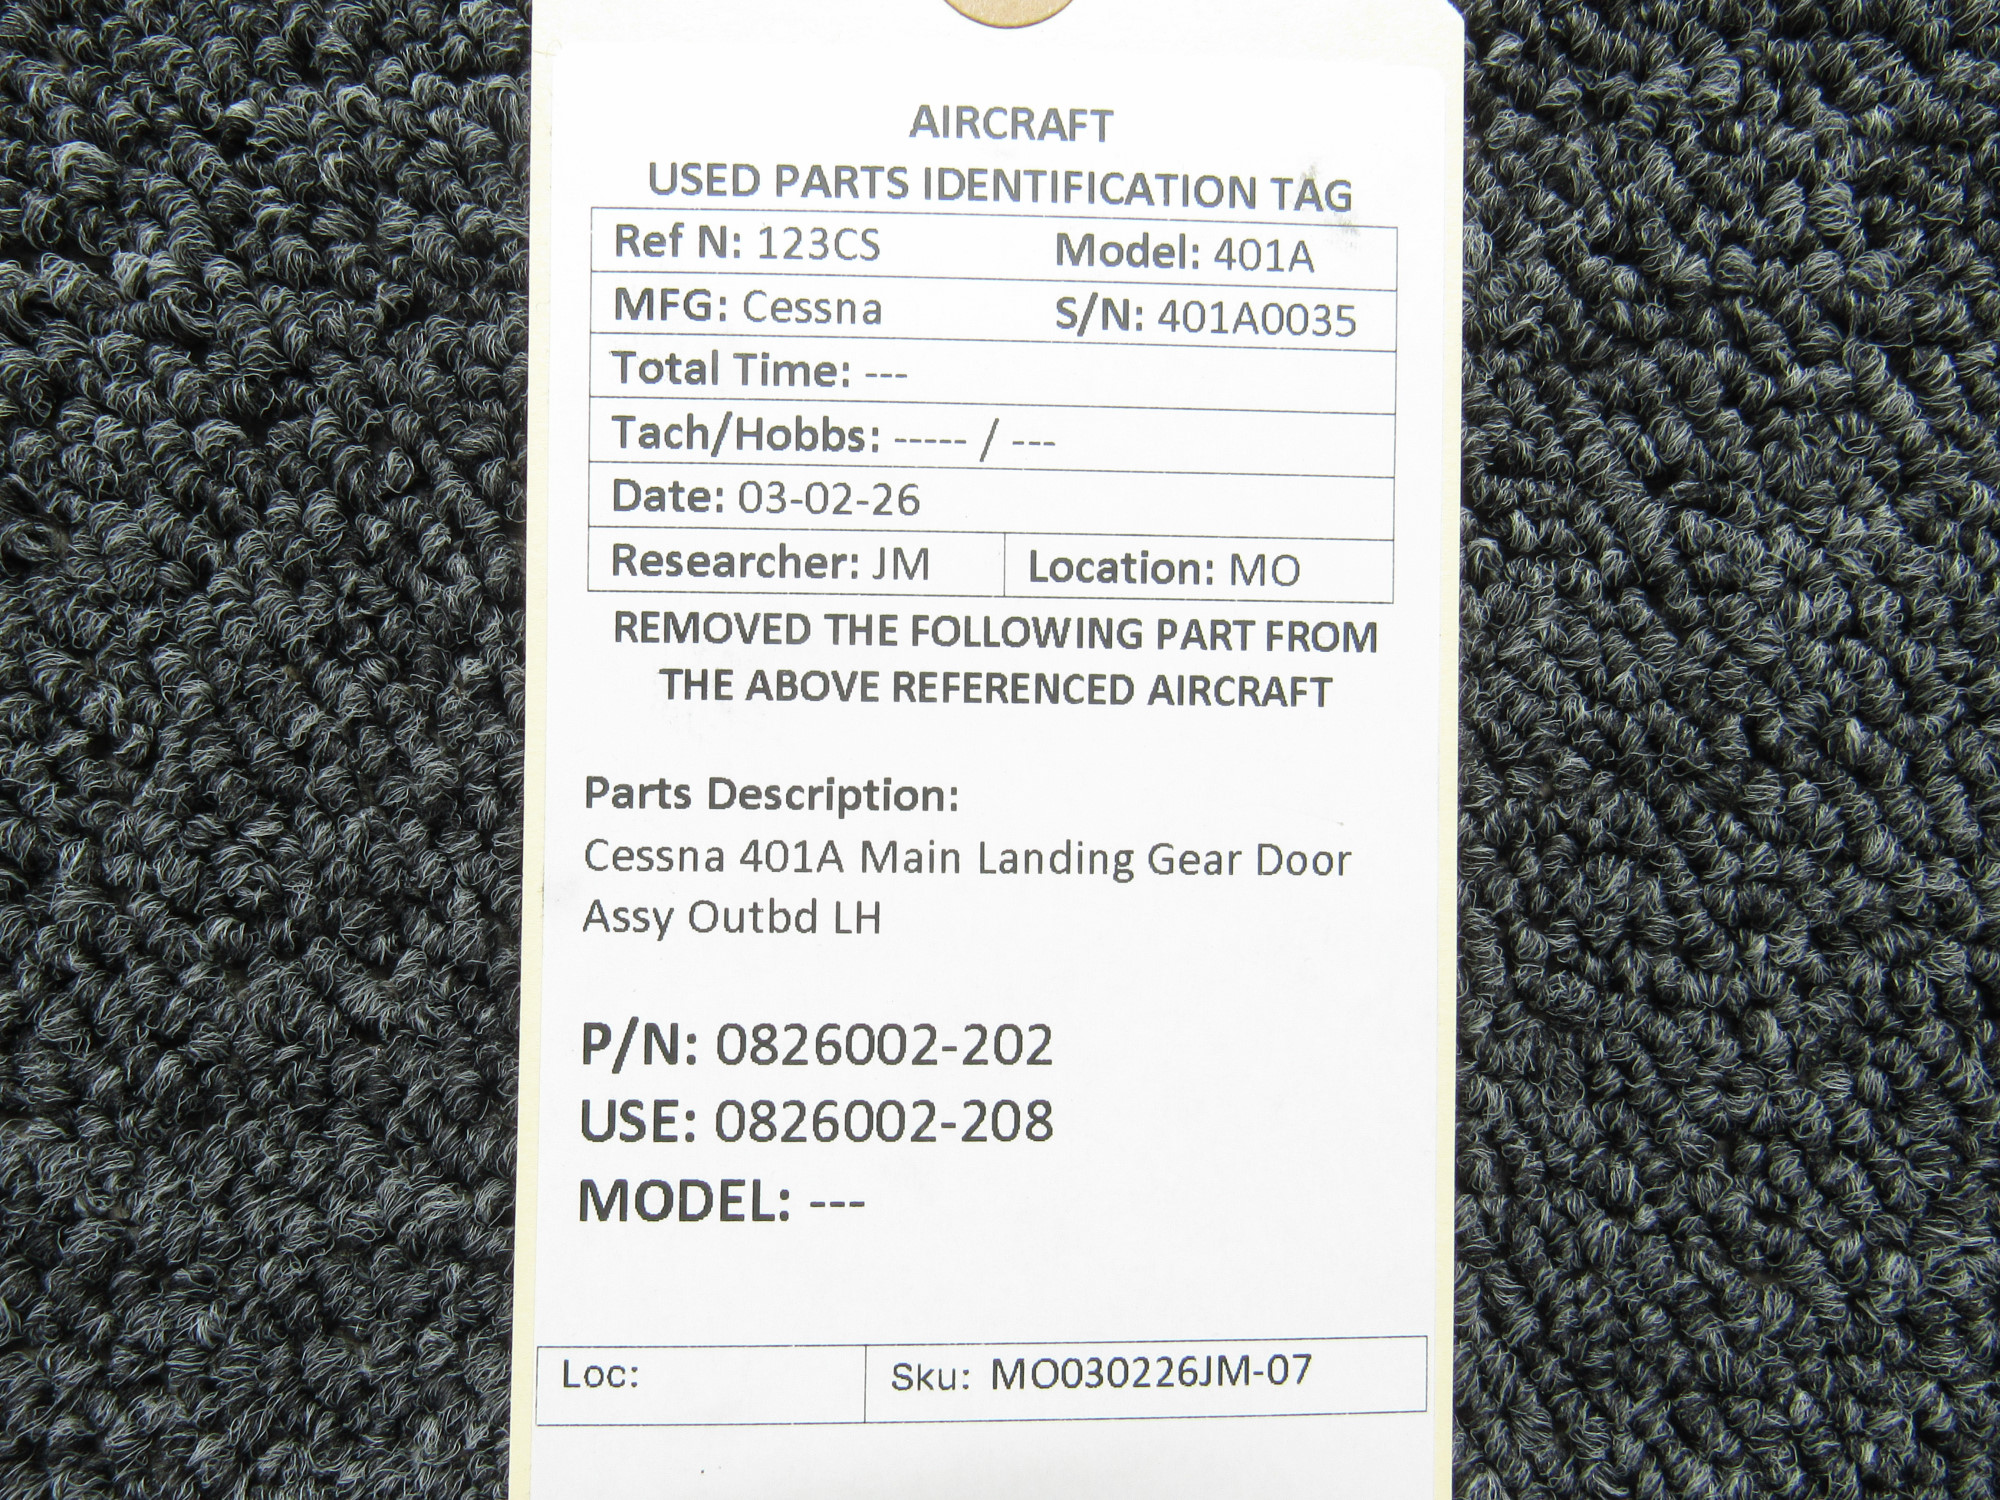 AIRCRAFT
USED PARTS IDENTIFICATION TAG
Ref N: 123CS Model: 401A
MFG: Cessna S/N: 401A0035
Total Time: ---
Tach/Hobbs: ----- / ---
Date: 03-02-26
Researcher: JM Location: MO
REMOVED THE FOLLOWING PART FROM
THE ABOVE REFERENCED AIRCRAFT
Parts Description:
Cessna 401A Main Landing Gear Door
Assy Outbd LH
P/N: 0826002-202
USE: 0826002-208
MODEL: ---
Loc: Sku: MO030226JM-07